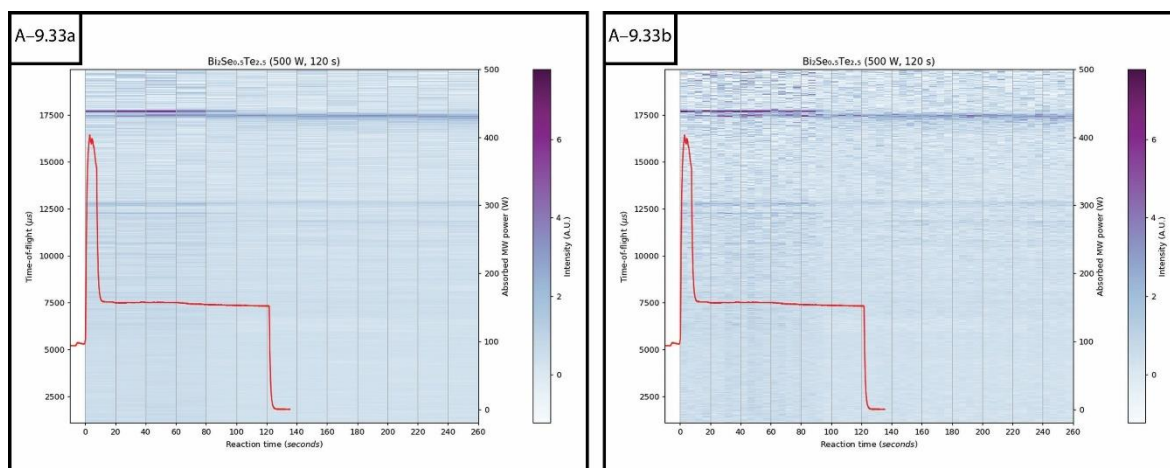 A–9.33a
Bi₂Se₀.₅Te₂.₅ (500 W, 120 s)
Time-of-flight (μs)
17500
15000
12500
10000
7500
5000
2500
0 20 40 60 80 100 120 140 160 180 200 220 240 260
Reaction time (seconds)
500
400
300
200
100
0
Absorbed MW power (W)
6
4
2
0
Intensity (A.U.)
A–9.33b
Bi₂Se₀.₅Te₂.₅ (500 W, 120 s)
Time-of-flight (μs)
17500
15000
12500
10000
7500
5000
2500
0 20 40 60 80 100 120 140 160 180 200 220 240 260
Reaction time (seconds)
500
400
300
200
100
0
Absorbed MW power (W)
6
4
2
0
Intensity (A.U.)